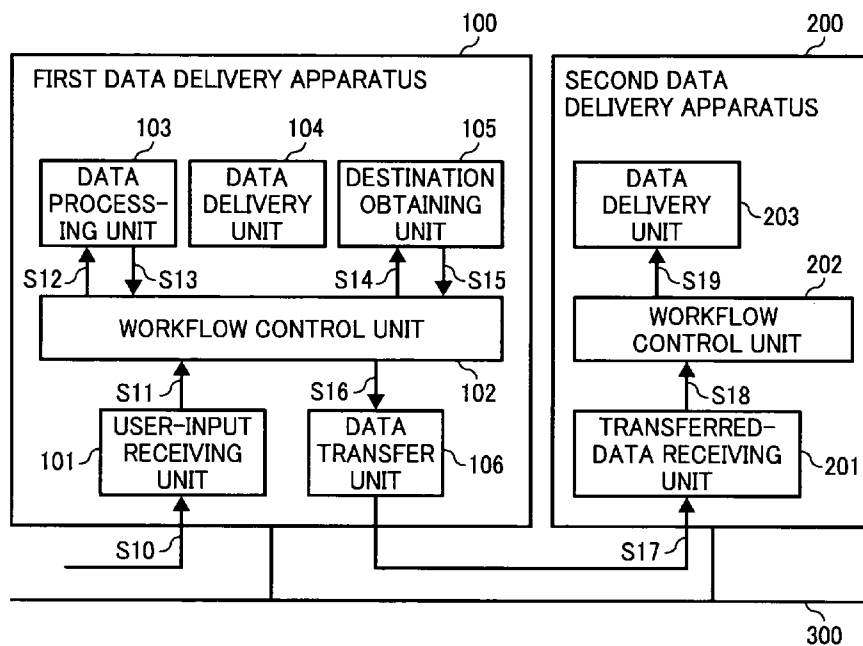 100
200
FIRST DATA DELIVERY APPARATUS
SECOND DATA
DELIVERY APPARATUS
103
104
105
DATA
PROCESS-
ING UNIT
DATA
DELIVERY
UNIT
DESTINATION
OBTAINING
UNIT
DATA
DELIVERY
UNIT
203
S12
S13
S14
S15
S19
202
WORKFLOW CONTROL UNIT
WORKFLOW
CONTROL UNIT
S11
S16
102
S18
101
USER-INPUT
RECEIVING
UNIT
DATA
TRANSFER
UNIT
106
TRANSFERRED-
DATA RECEIVING
UNIT
201
S10
S17
300